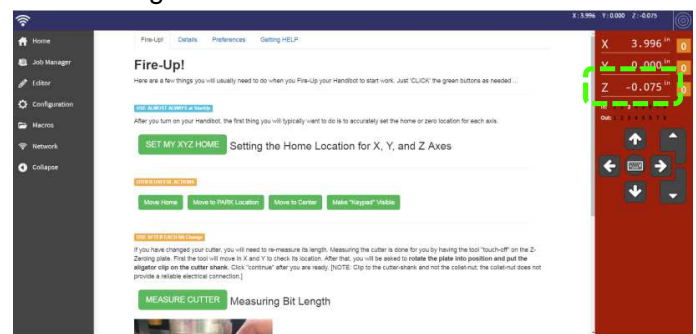 X: 3.996 Y: 0.000 Z: -0.075
Home
Job Manager
Editor
Configuration
Macros
Network
Collapse
Fire-Up! Details Preferences Getting HELP
Fire-Up!
Here are a few things you will usually need to do when you Fire-Up your Handibot to start work. Just 'CLICK' the green buttons as needed ...
USE ALMOST ALWAYS at StartUp
After you turn on your Handibot, the first thing you will typically want to do is to accurately set the home or zero location for each axis.
SET MY XYZ HOME Setting the Home Location for X, Y, and Z Axes
OTHER USEFUL ACTIONS
Move Home Move to PARK Location Move to Center Make "Keypad" Visible
USE AFTER EACH Bit Change
If you have changed your cutter, you will need to re-measure its length. Measuring the cutter is done for you by having the tool "touch-off" on the Z-
Zeroing plate. First the tool will move in X and Y to check its location. After that, you will be asked to rotate the plate into position and put the
aligator clip on the cutter shank. Click "continue" after you are ready. [NOTE: Clip to the cutter-shank and not the collet-nut; the collet-nut does not
provide a reliable electrical connection.]
MEASURE CUTTER Measuring Bit Length
X 3.996 in 0
Y 0.000 in 0
Z -0.075 in 0
Out: 1 2 3 4 5 6 7 8